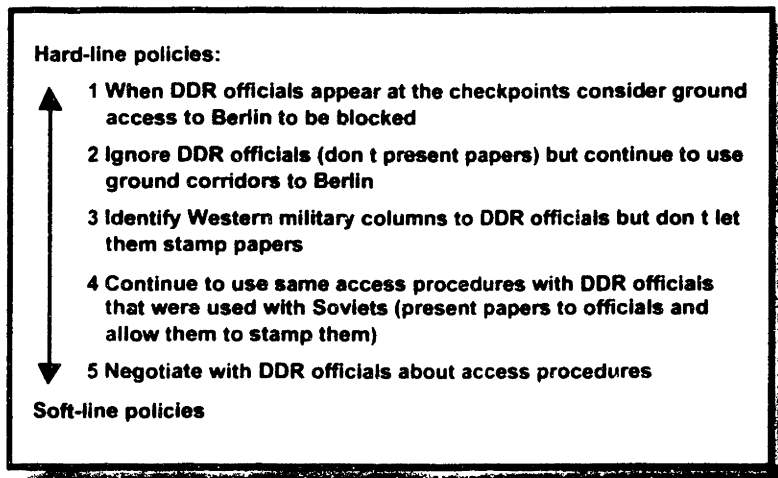 Hard-line policies:
1 When DDR officials appear at the checkpoints consider ground
access to Berlin to be blocked
2 Ignore DDR officials (don t present papers) but continue to use
ground corridors to Berlin
3 Identify Western military columns to DDR officials but don t let
them stamp papers
4 Continue to use same access procedures with DDR officials
that were used with Soviets (present papers to officials and
allow them to stamp them)
5 Negotiate with DDR officials about access procedures
Soft-line policies